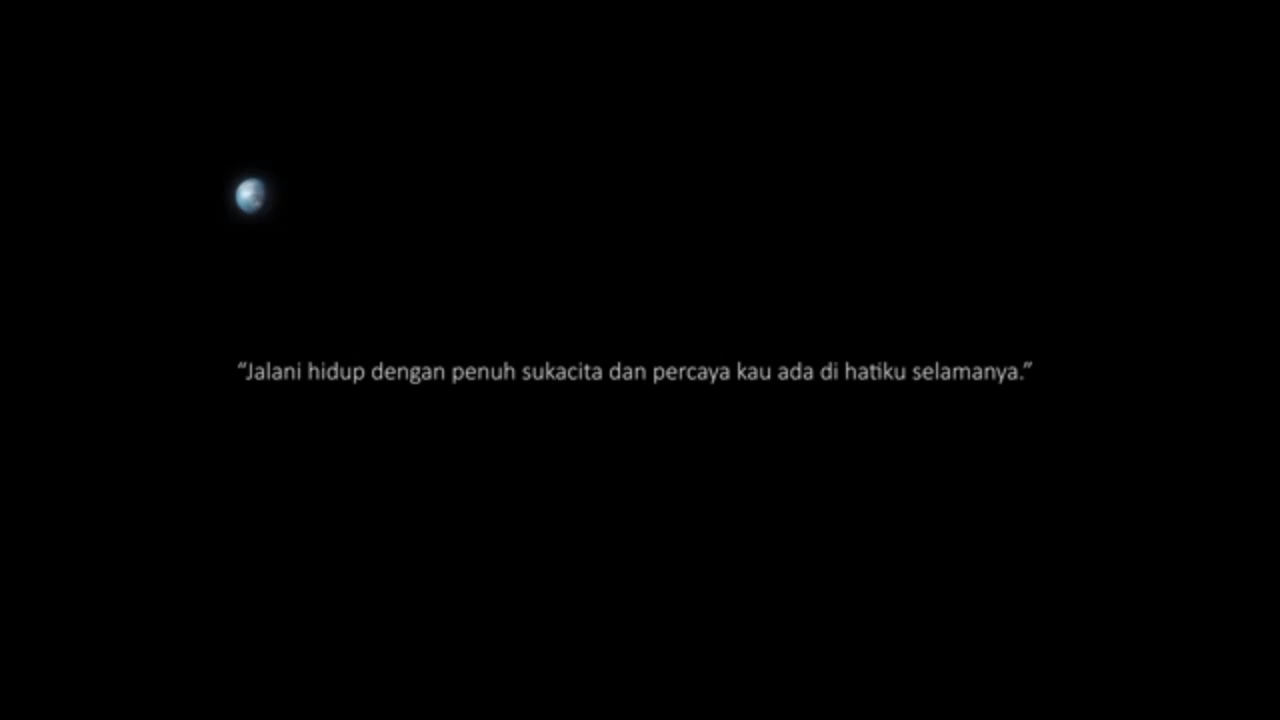 “Jalani hidup dengan penuh sukacita dan percaya kau ada di hatiku selamanya.”